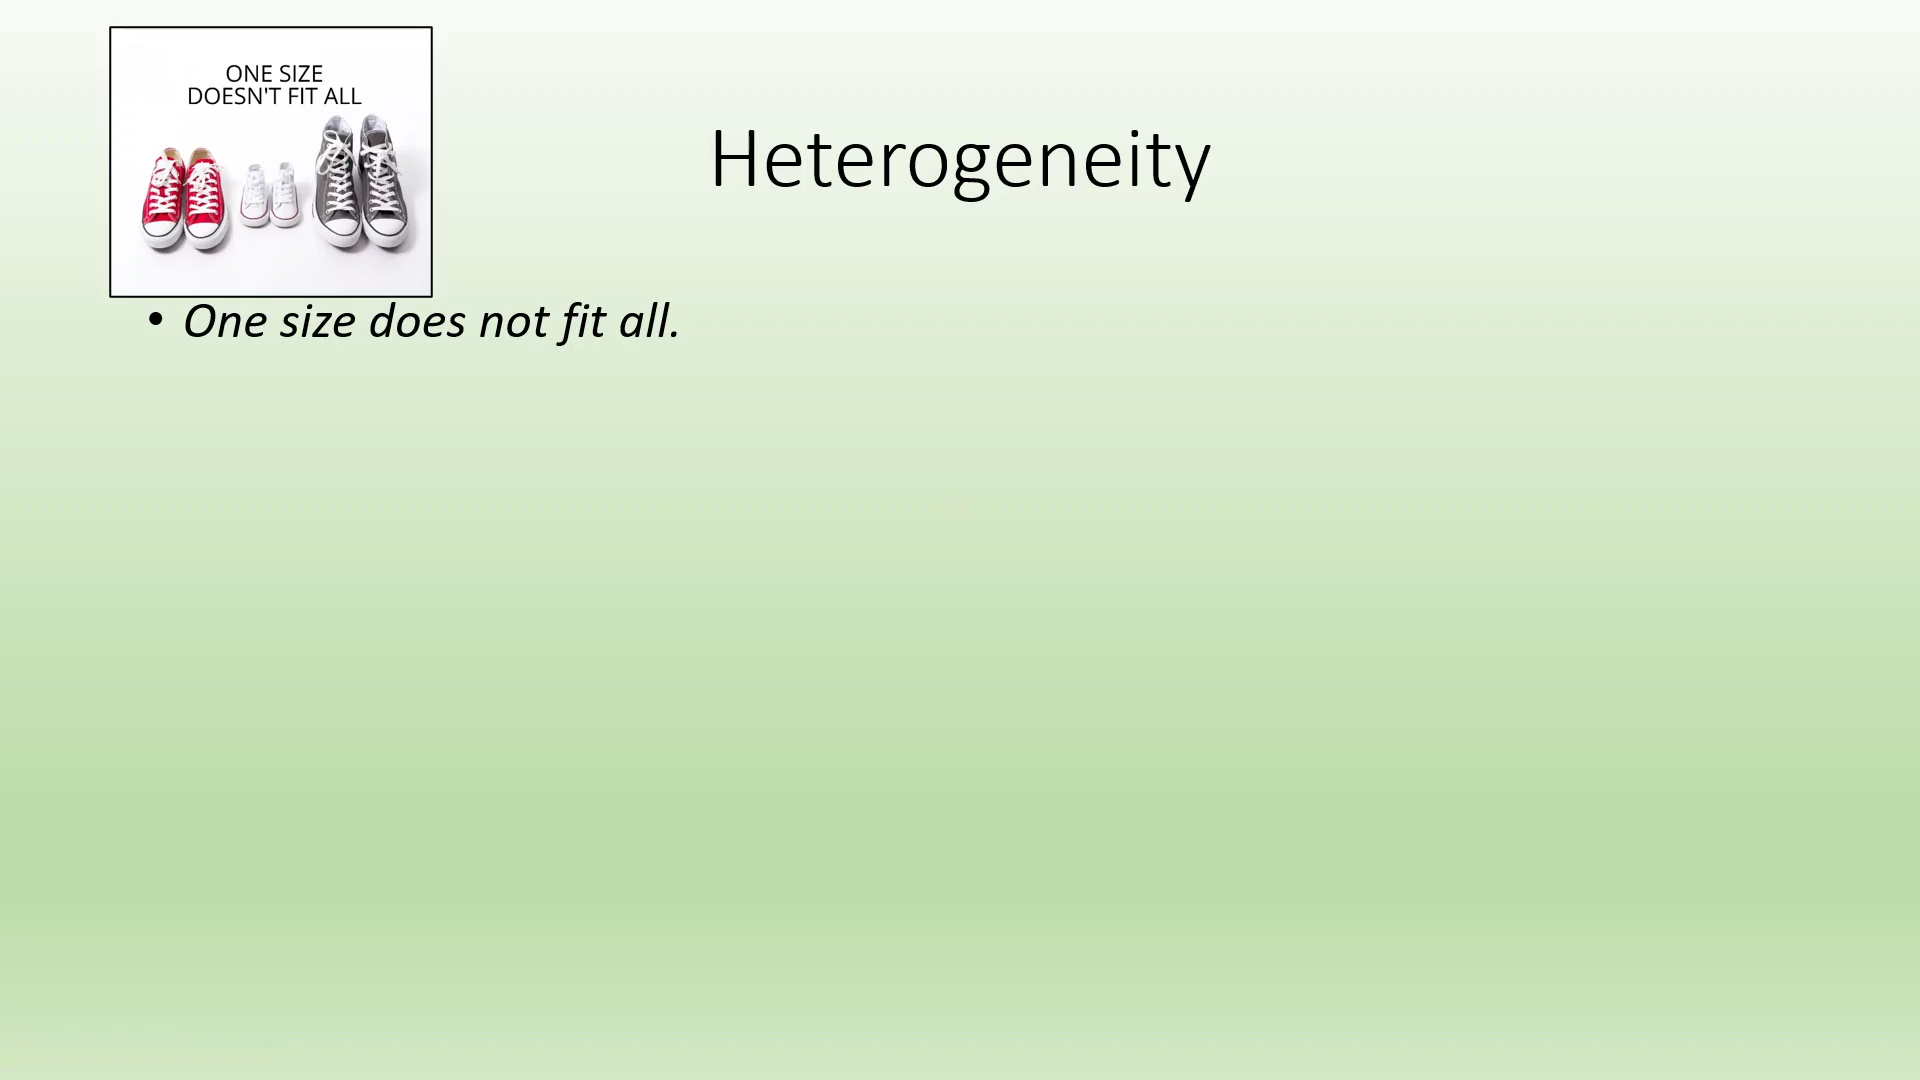 ONE SIZE
DOESN'T FIT ALL
Heterogeneity
• One size does not fit all.